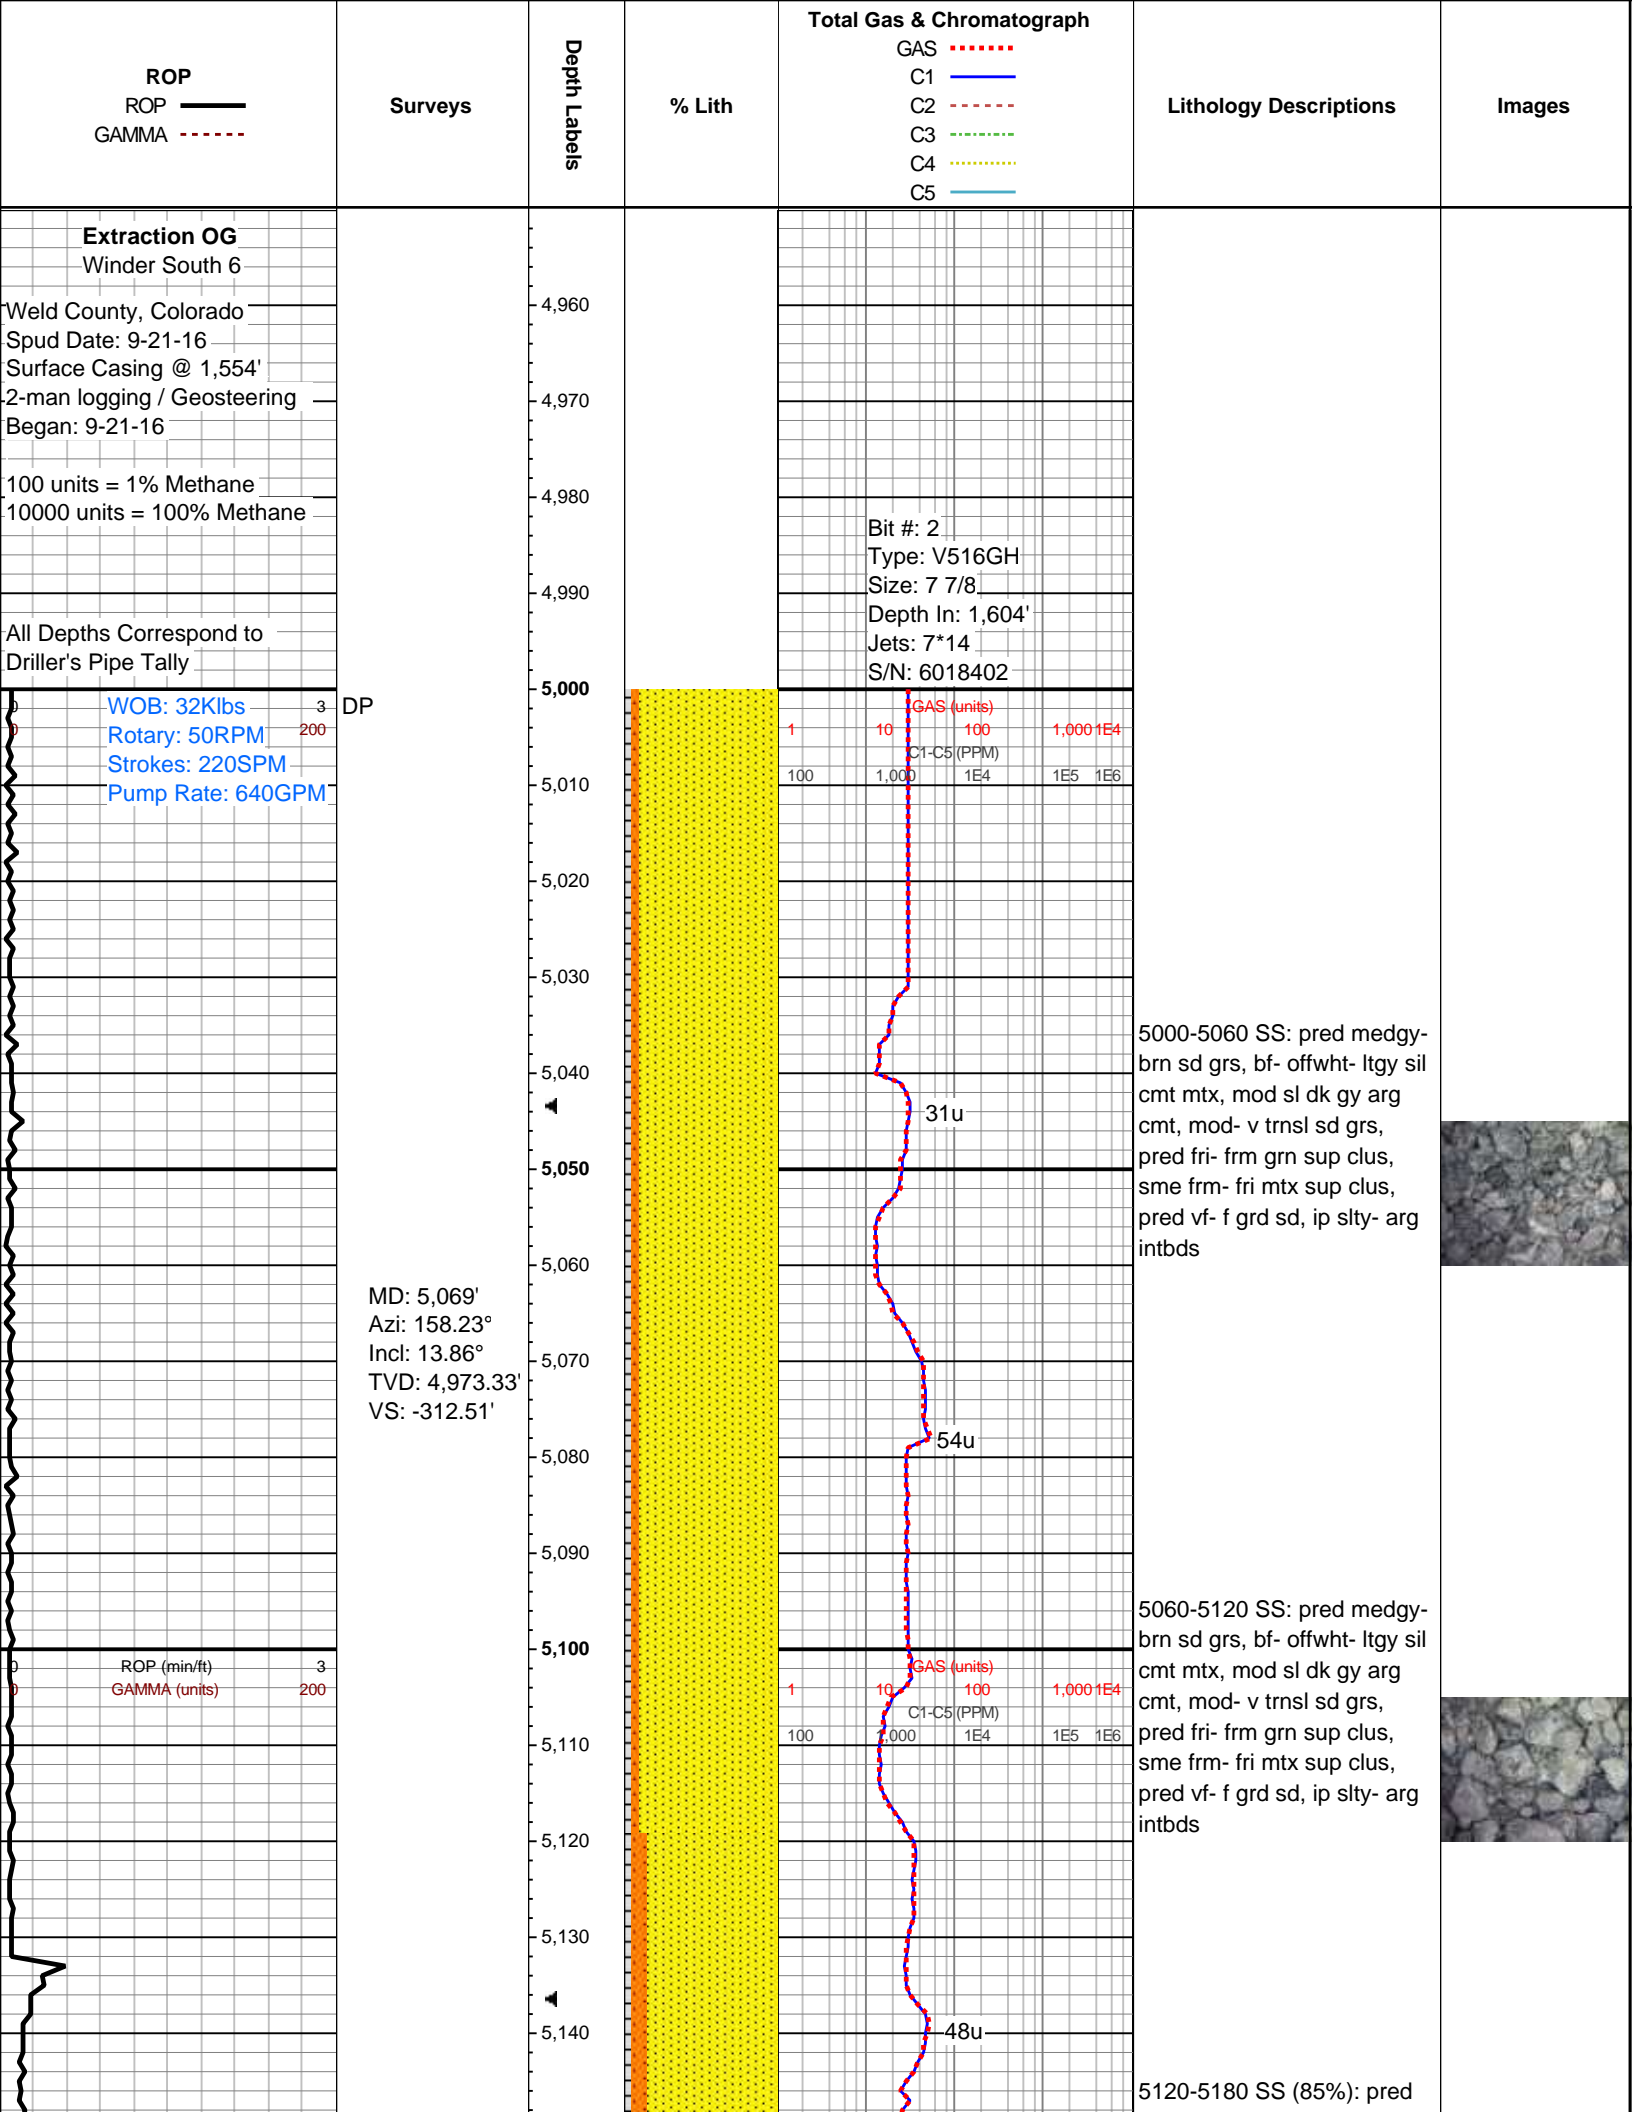 ROP
ROP
GAMMA
Surveys
Depth Labels
% Lith
Total Gas & Chromatograph
GAS
C1
C2
C3
C4
C5
Lithology Descriptions
Images
Extraction OG
Winder South 6
Weld County, Colorado
Spud Date: 9-21-16
Surface Casing @ 1,554'
2-man logging / Geosteering
Began: 9-21-16
100 units = 1% Methane
10000 units = 100% Methane
All Depths Correspond to
Driller's Pipe Tally
4,960
4,970
4,980
4,990
Bit #: 2
Type: V516GH
Size: 7 7/8
Depth In: 1,604'
Jets: 7*14
S/N: 6018402
5,000
0 3
0 200
WOB: 32Klbs
Rotary: 50RPM
Strokes: 220SPM
Pump Rate: 640GPM
DP
GAS (units)
1 10 100 1,000 1E4
C1-C5 (PPM)
100 1,000 1E4 1E5 1E6
5,010
5,020
5,030
5,040
31u
5,050
5,060
5000-5060 SS: pred medgy-
brn sd grs, bf- offwht- ltgy sil
cmt mtx, mod sl dk gy arg
cmt, mod- v trnsl sd grs,
pred fri- frm grn sup clus,
sme frm- fri mtx sup clus,
pred vf- f grd sd, ip slty- arg
intbds
MD: 5,069'
Azi: 158.23°
Incl: 13.86°
TVD: 4,973.33'
VS: -312.51'
5,070
54u
5,080
5,090
5,100
0 ROP (min/ft) 3
0 GAMMA (units) 200
GAS (units)
1 10 100 1,000 1E4
C1-C5 (PPM)
100 1,000 1E4 1E5 1E6
5060-5120 SS: pred medgy-
brn sd grs, bf- offwht- ltgy sil
cmt mtx, mod sl dk gy arg
cmt, mod- v trnsl sd grs,
pred fri- frm grn sup clus,
sme frm- fri mtx sup clus,
pred vf- f grd sd, ip slty- arg
intbds
5,110
5,120
5,130
5,140
48u
5120-5180 SS (85%): pred